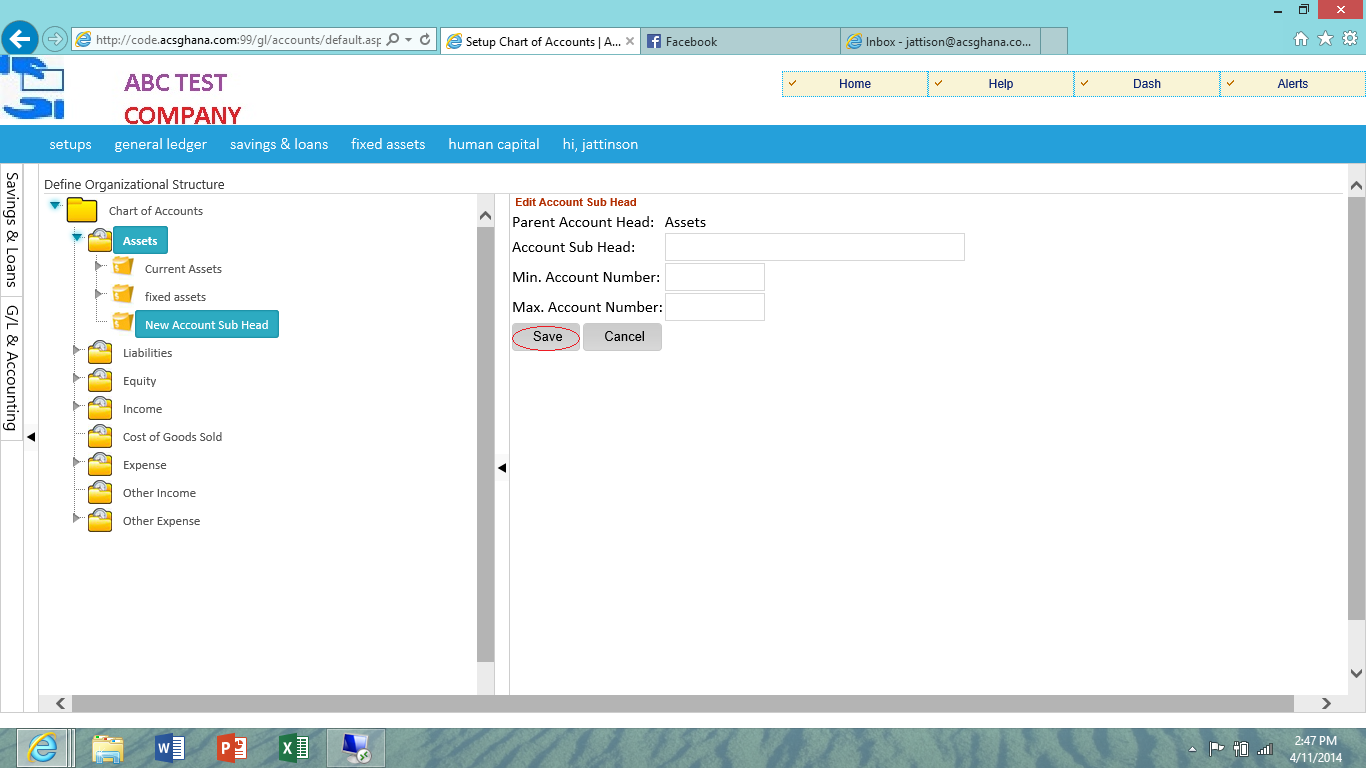 http://code.acsghana.com:99/gl/accounts/default.asp
Setup Chart of Accounts | A...
Facebook
Inbox - jattison@acsghana.co...
ABC TEST
COMPANY
Home
Help
Dash
Alerts
setups
general ledger
savings & loans
fixed assets
human capital
hi, jattinson
Savings & Loans
G/L & Accounting
Define Organizational Structure
Chart of Accounts
Assets
Current Assets
fixed assets
New Account Sub Head
Liabilities
Equity
Income
Cost of Goods Sold
Expense
Other Income
Other Expense
Edit Account Sub Head
Parent Account Head: Assets
Account Sub Head:
Min. Account Number:
Max. Account Number:
Save
Cancel
2:47 PM
4/11/2014